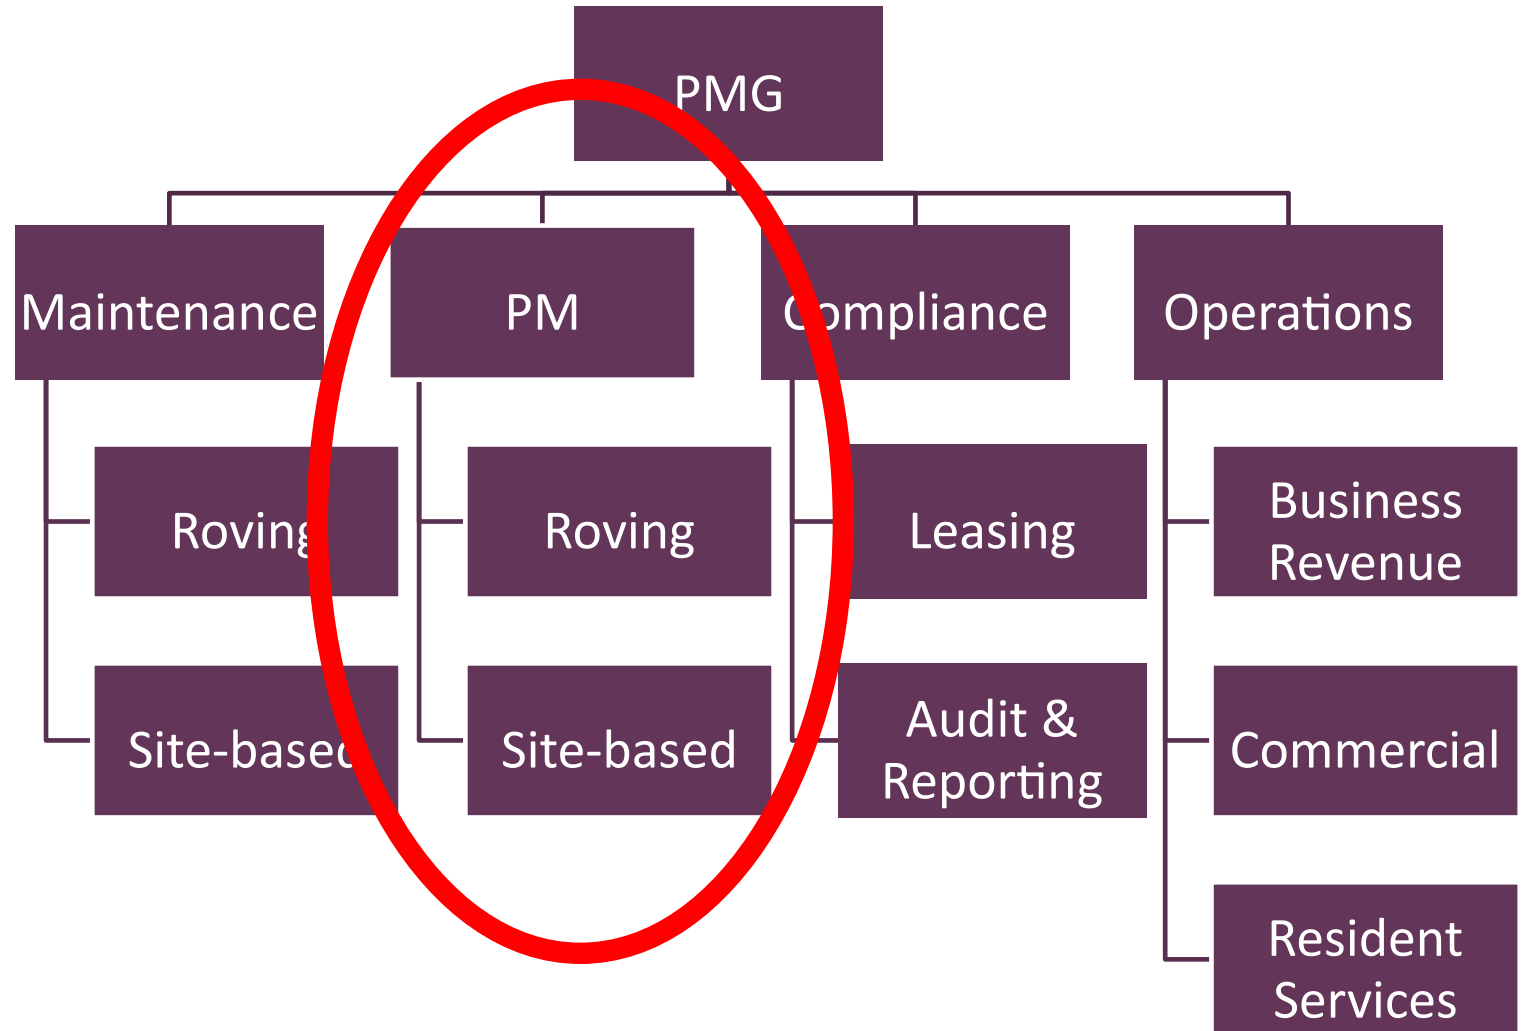 PMG
Maintenance
PM
Compliance
Operations
Roving
Roving
Leasing
Business
Revenue
Site-based
Site-based
Audit &
Reporting
Commercial
Resident
Services